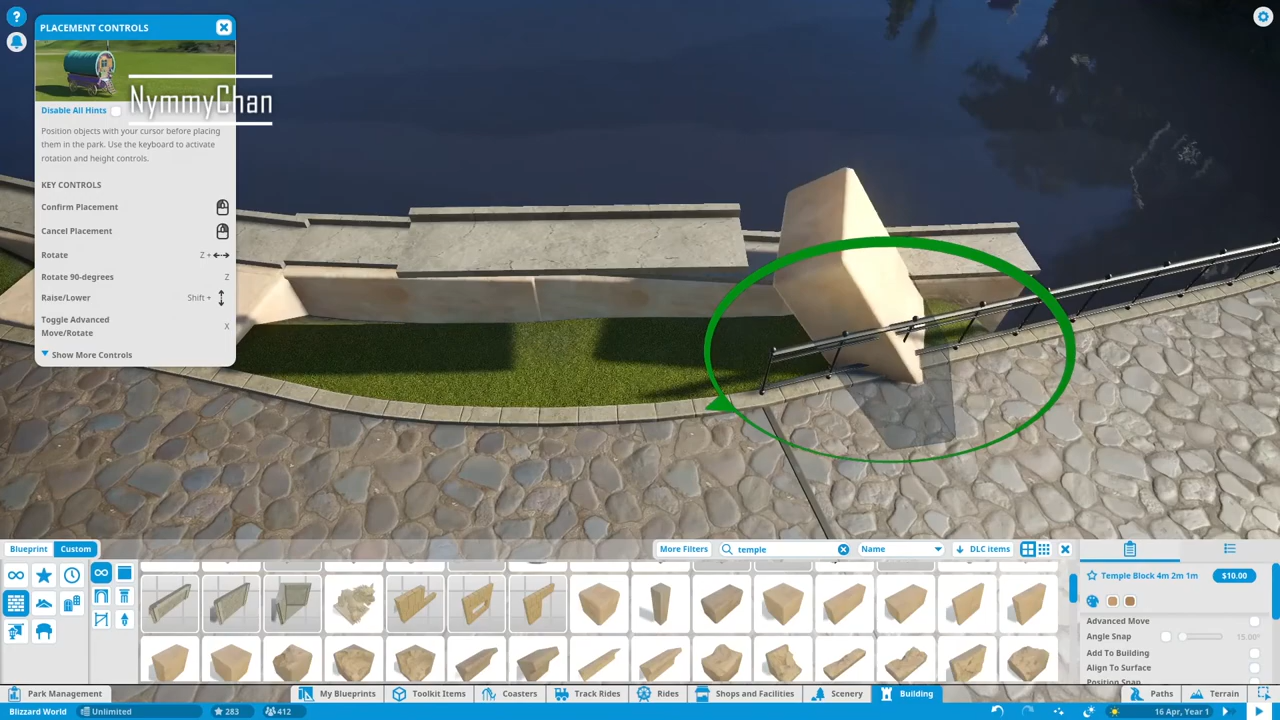 PLACEMENT CONTROLS
NymmyChan
Disable All Hints
Position objects with your cursor before placing
them in the park. Use the keyboard to activate
rotation and height controls.
KEY CONTROLS
Confirm Placement
Cancel Placement
Rotate Z +
Rotate 90-degrees Z
Raise/Lower Shift +
Toggle Advanced
Move/Rotate X
Show More Controls
Blueprint Custom More Filters temple Name DLC items
Temple Block 4m 2m 1m $10.00
Advanced Move
Angle Snap 15.00°
Add To Building
Align To Surface
Park Management My Blueprints Toolkit Items Coasters Track Rides Rides Shops and Facilities Scenery Building Paths Terrain
Blizzard World Unlimited 283 412 16 Apr, Year 1